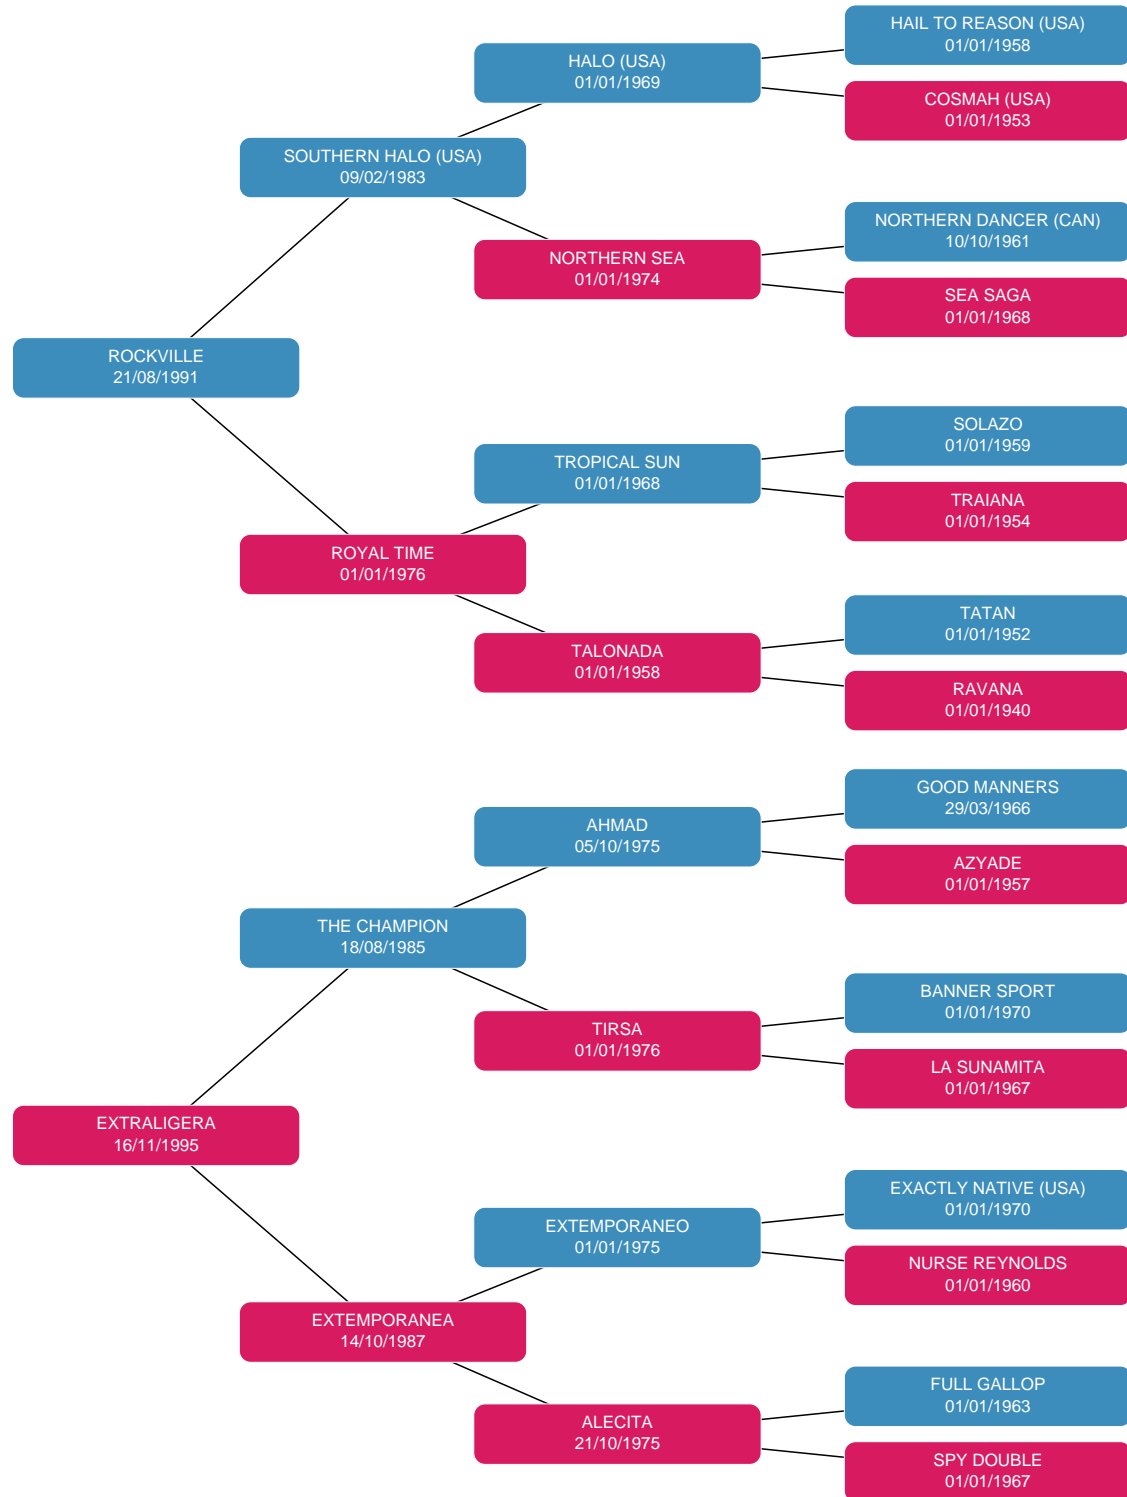 HAIL TO REASON (USA)
01/01/1958
HALO (USA)
01/01/1969
COSMAH (USA)
01/01/1953
SOUTHERN HALO (USA)
09/02/1983
NORTHERN DANCER (CAN)
10/10/1961
NORTHERN SEA
01/01/1974
SEA SAGA
01/01/1968
ROCKVILLE
21/08/1991
SOLAZO
01/01/1959
TROPICAL SUN
01/01/1968
TRAIANA
01/01/1954
ROYAL TIME
01/01/1976
TATAN
01/01/1952
TALONADA
01/01/1958
RAVANA
01/01/1940
GOOD MANNERS
29/03/1966
AHMAD
05/10/1975
AZYADE
01/01/1957
THE CHAMPION
18/08/1985
BANNER SPORT
01/01/1970
TIRSA
01/01/1976
LA SUNAMITA
01/01/1967
EXTRALIGERA
16/11/1995
EXACTLY NATIVE (USA)
01/01/1970
EXTEMPORANEO
01/01/1975
NURSE REYNOLDS
01/01/1960
EXTEMPORANEA
14/10/1987
FULL GALLOP
01/01/1963
ALECITA
21/10/1975
SPY DOUBLE
01/01/1967